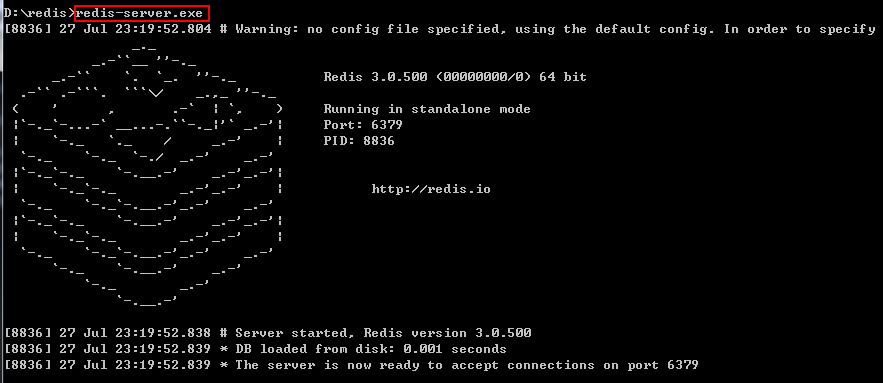 D:\redis>redis-server.exe
[8836] 27 Jul 23:19:52.804 # Warning: no config file specified, using the default config. In order to specify
Redis 3.0.500 (00000000/0) 64 bit
Running in standalone mode
Port: 6379
PID: 8836
http://redis.io
[8836] 27 Jul 23:19:52.838 # Server started, Redis version 3.0.500
[8836] 27 Jul 23:19:52.839 * DB loaded from disk: 0.001 seconds
[8836] 27 Jul 23:19:52.839 * The server is now ready to accept connections on port 6379